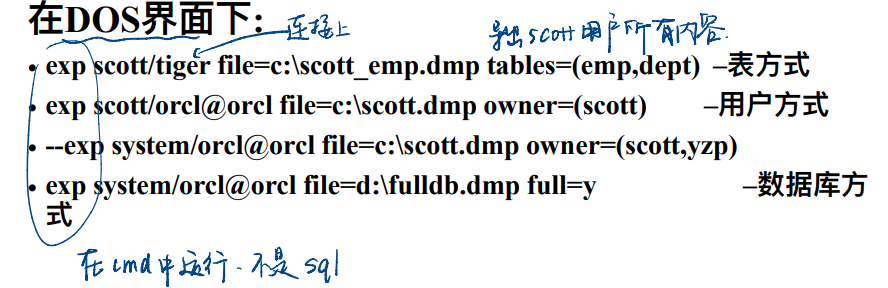 在DOS界面下：
连接上
导出scott用户所有内容.
• exp scott/tiger file=c:\scott_emp.dmp tables=(emp,dept) –表方式
• exp scott/orcl@orcl file=c:\scott.dmp owner=(scott) –用户方式
• --exp system/orcl@orcl file=c:\scott.dmp owner=(scott,yzp)
• exp system/orcl@orcl file=d:\fulldb.dmp full=y –数据库方
式
在cmd中运行、不是sql